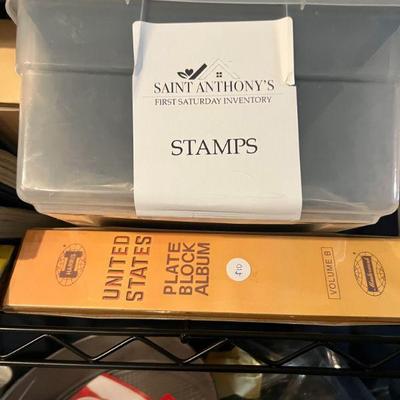 SAINT ANTHONY'S
FIRST SATURDAY INVENTORY
STAMPS
UNITED
STATES
PLATE
BLOCK
ALBUM
$10
VOLUME B